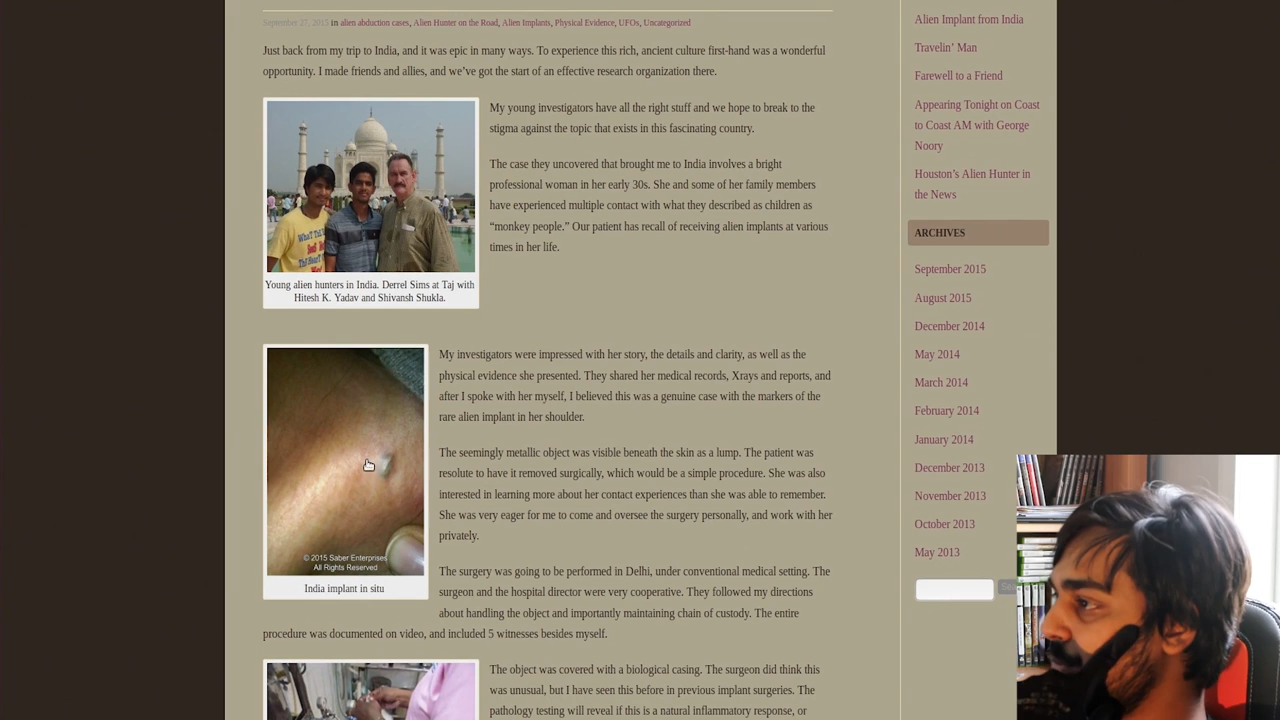 September 27, 2015 in alien abduction cases, Alien Hunter on the Road, Alien Implants, Physical Evidence, UFOs, Uncategorized
Just back from my trip to India, and it was epic in many ways. To experience this rich, ancient culture first-hand was a wonderful
opportunity. I made friends and allies, and we’ve got the start of an effective research organization there.
My young investigators have all the right stuff and we hope to break to the
stigma against the topic that exists in this fascinating country.
The case they uncovered that brought me to India involves a bright
professional woman in her early 30s. She and some of her family members
have experienced multiple contact with what they described as children as
“monkey people.” Our patient has recall of receiving alien implants at various
times in her life.
Young alien hunters in India. Derrel Sims at Taj with
Hitesh K. Yadav and Shivansh Shukla.
My investigators were impressed with her story, the details and clarity, as well as the
physical evidence she presented. They shared her medical records, Xrays and reports, and
after I spoke with her myself, I believed this was a genuine case with the markers of the
rare alien implant in her shoulder.
The seemingly metallic object was visible beneath the skin as a lump. The patient was
resolute to have it removed surgically, which would be a simple procedure. She was also
interested in learning more about her contact experiences than she was able to remember.
She was very eager for me to come and oversee the surgery personally, and work with her
privately.
© 2015 Saber Enterprises
All Rights Reserved
India implant in situ
The surgery was going to be performed in Delhi, under conventional medical setting. The
surgeon and the hospital director were very cooperative. They followed my directions
about handling the object and importantly maintaining chain of custody. The entire
procedure was documented on video, and included 5 witnesses besides myself.
The object was covered with a biological casing. The surgeon did think this
was unusual, but I have seen this before in previous implant surgeries. The
pathology testing will reveal if this is a natural inflammatory response, or
Alien Implant from India
Travelin’ Man
Farewell to a Friend
Appearing Tonight on Coast
to Coast AM with George
Noory
Houston’s Alien Hunter in
the News
ARCHIVES
September 2015
August 2015
December 2014
May 2014
March 2014
February 2014
January 2014
December 2013
November 2013
October 2013
May 2013